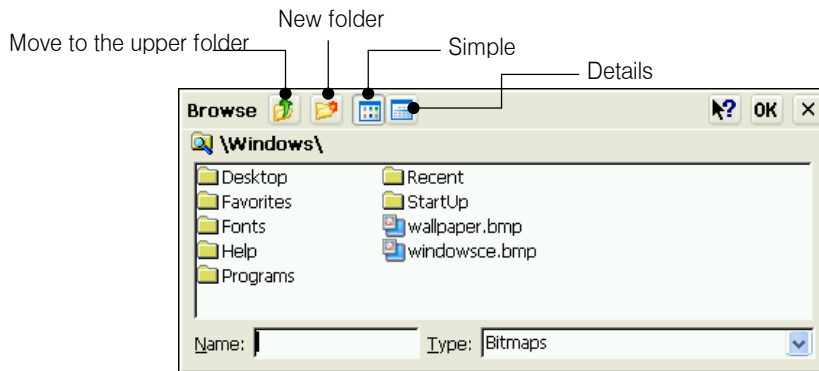 New folder
Move to the upper folder
Simple
Details
Browse ? OK ×
\Windows\
Desktop Recent
Favorites StartUp
Fonts wallpaper.bmp
Help windowsce.bmp
Programs
Name: Type: Bitmaps